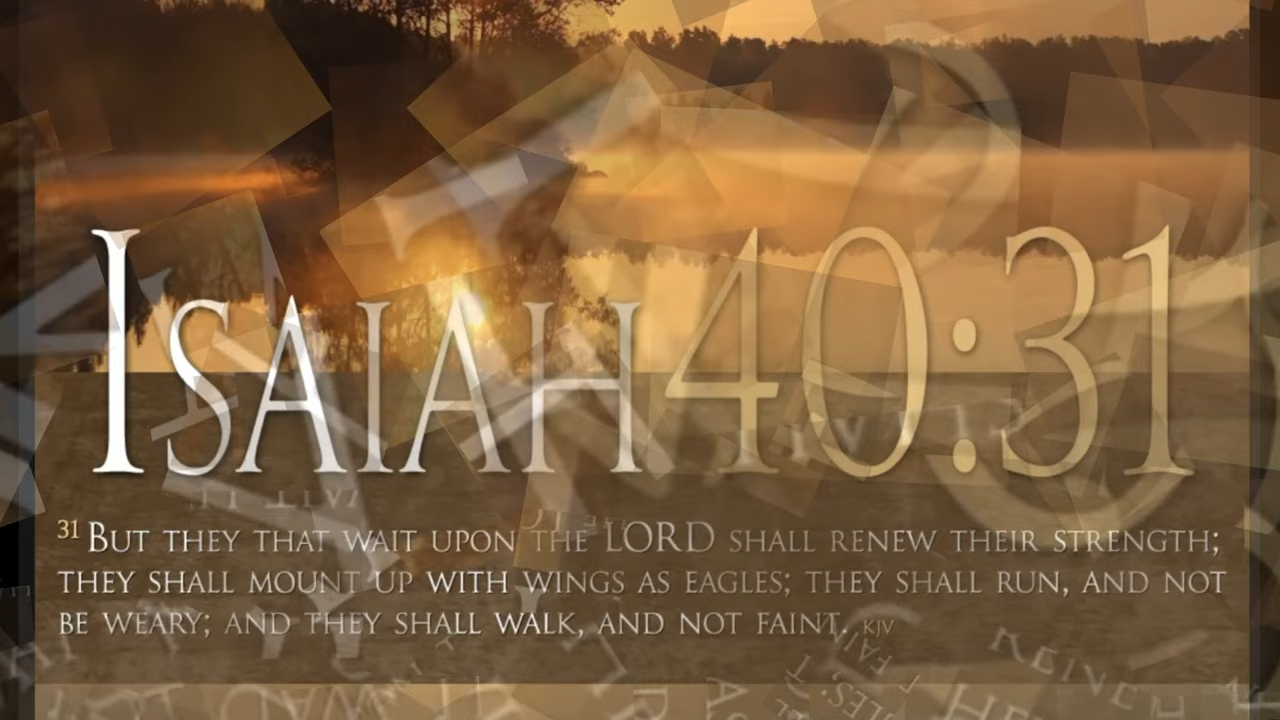 Isaiah 40:31
31 But they that wait upon the LORD shall renew their strength;
they shall mount up with wings as eagles; they shall run, and not
be weary; and they shall walk, and not faint. KJV